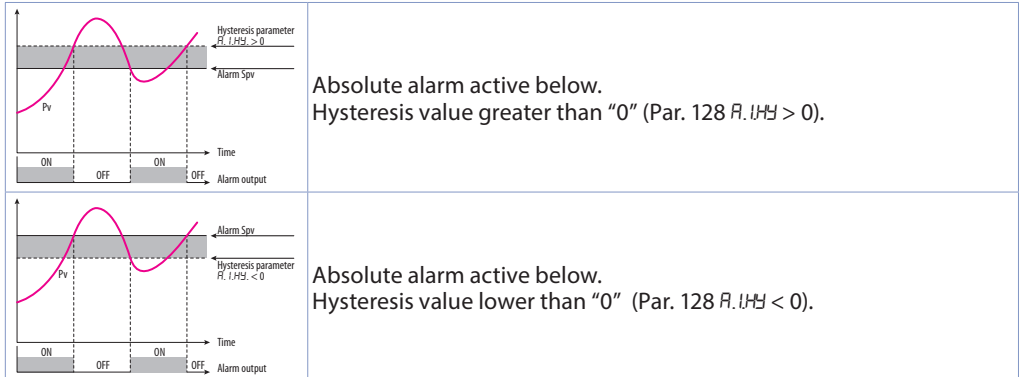 Hysteresis parameter
A.1.HY. > 0
Alarm Spv
Pv
Time
ON
OFF
ON
OFF
Alarm output
Absolute alarm active below.
Hysteresis value greater than “0” (Par. 128 A.1.HY > 0).
Alarm Spv
Hysteresis parameter
A.1.HY. < 0
Pv
Time
ON
OFF
ON
OFF
Alarm output
Absolute alarm active below.
Hysteresis value lower than “0” (Par. 128 A.1.HY < 0).